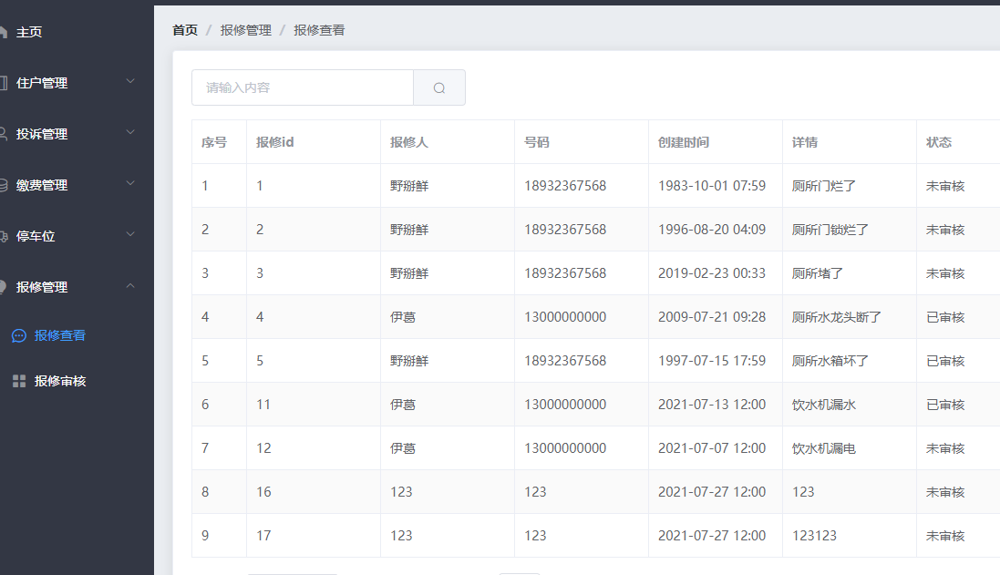 主页
住户管理
投诉管理
缴费管理
停车位
报修管理
报修查看
报修审核
首页 / 报修管理 / 报修查看
请输入内容
序号 报修id 报修人 号码 创建时间 详情 状态
1 1 野掰鲜 18932367568 1983-10-01 07:59 厕所门烂了 未审核
2 2 野掰鲜 18932367568 1996-08-20 04:09 厕所门锁烂了 未审核
3 3 野掰鲜 18932367568 2019-02-23 00:33 厕所堵了 未审核
4 4 伊蒀 13000000000 2009-07-21 09:28 厕所水龙头断了 已审核
5 5 野掰鲜 18932367568 1997-07-15 17:59 厕所水箱坏了 已审核
6 11 伊蒀 13000000000 2021-07-13 12:00 饮水机漏水 已审核
7 12 伊蒀 13000000000 2021-07-07 12:00 饮水机漏电 未审核
8 16 123 123 2021-07-27 12:00 123 未审核
9 17 123 123 2021-07-27 12:00 123123 未审核